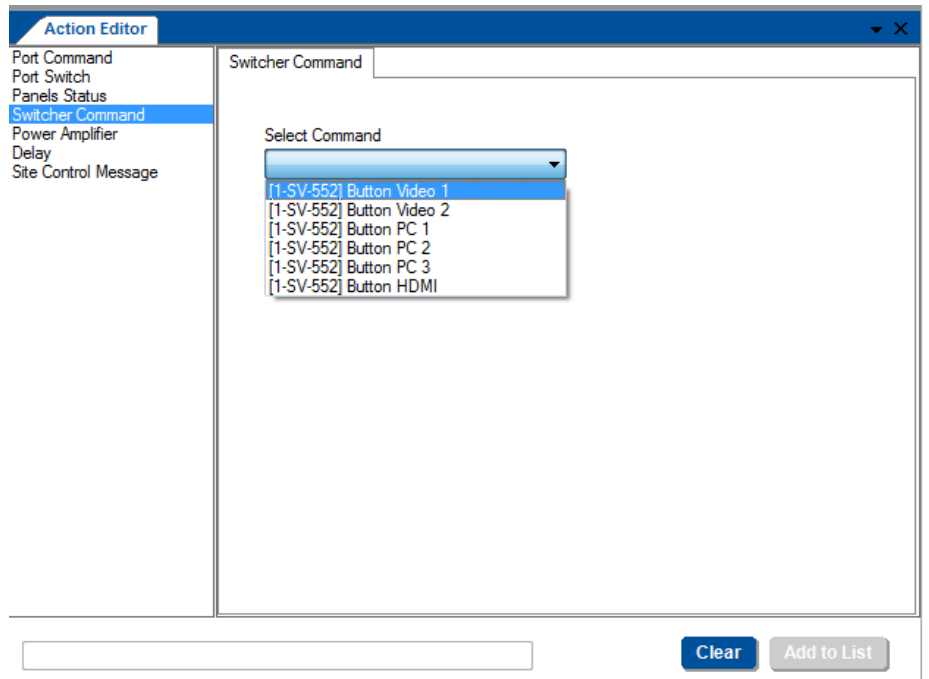 Action Editor
Port Command
Port Switch
Panels Status
Switcher Command
Power Amplifier
Delay
Site Control Message
Switcher Command
Select Command
[1-SV-552] Button Video 1
[1-SV-552] Button Video 2
[1-SV-552] Button PC 1
[1-SV-552] Button PC 2
[1-SV-552] Button PC 3
[1-SV-552] Button HDMI
Clear
Add to List